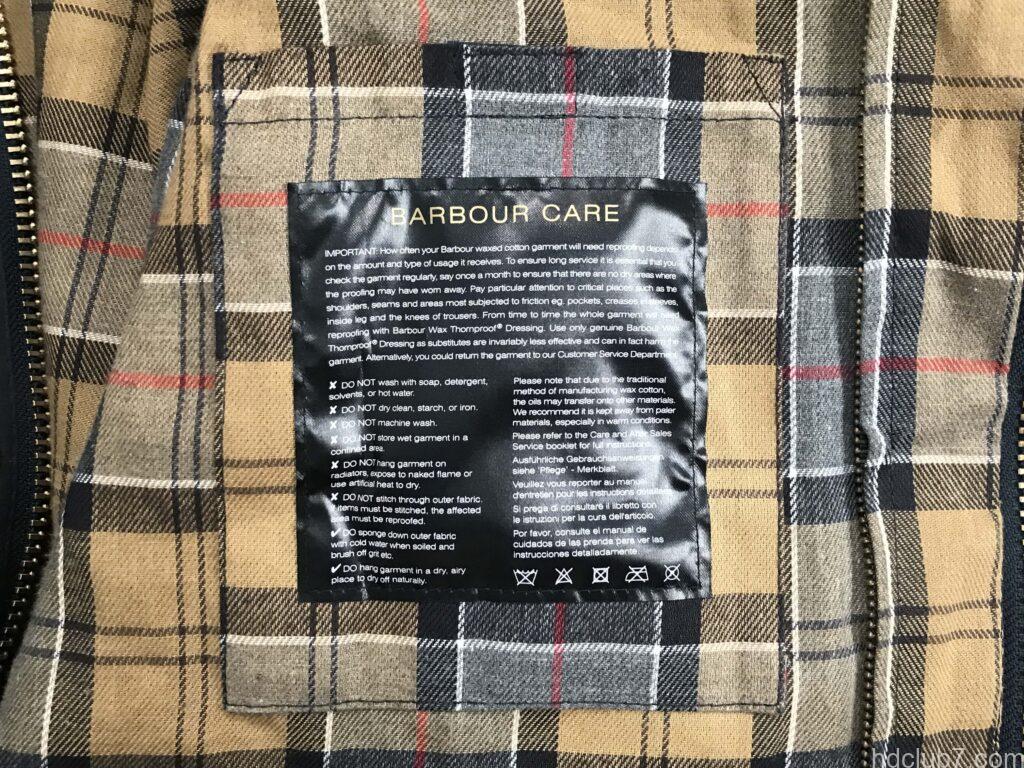 BARBOUR CARE
IMPORTANT: How often your Barbour waxed cotton garment will need reproofing depends
on the amount and type of usage it receives. To ensure long service it is essential that you
check the garment regularly, say once a month to ensure that there are no dry areas where
the proofing may have worn away. Pay particular attention to critical places such as the
shoulders, seams and areas most subjected to friction eg. pockets, creases in sleeves,
inside leg and the knees of trousers. From time to time the whole garment will need
reproofing with Barbour Wax Thornproof® Dressing. Use only genuine Barbour Wax
Thornproof® Dressing as substitutes are invariably less effective and can in fact harm the
garment. Alternatively, you could return the garment to our Customer Service Department.
✘ DO NOT wash with soap, detergent,
solvents, or hot water.
✘ DO NOT dry clean, starch, or iron.
✘ DO NOT machine wash.
✘ DO NOT store wet garment in a
confined area.
✘ DO NOT hang garment on
radiators, expose to naked flame or
use artificial heat to dry.
✘ DO NOT stitch through outer fabric.
If items must be stitched, the affected
area must be reproofed.
✔ DO sponge down outer fabric
with cold water when soiled and
brush off grit etc.
✔ DO hang garment in a dry, airy
place to dry off naturally.
Please note that due to the traditional
method of manufacturing wax cotton,
the oils may transfer onto other materials.
We recommend it is kept away from paler
materials, especially in warm conditions.
Please refer to the Care and After Sales
Service booklet for full instructions.
Ausführliche Gebrauchsanweisungen
siehe 'Pflege' - Merkblatt.
Veuillez vous reporter au manuel
d'entretien pour les instructions détaillées.
Si prega di consultare il libretto con
le istruzioni per la cura dell'articolo.
Por favor, consulte el manual de
cuidados de las prenda para ver las
instrucciones detalladamente.
hdclub7.com